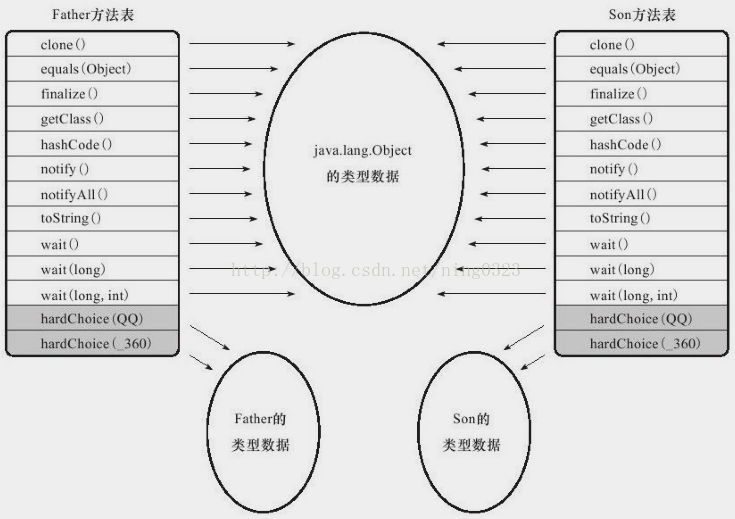 Father方法表
clone()
equals(Object)
finalize()
getClass()
hashCode()
notify()
notifyAll()
toString()
wait()
wait(long)
wait(long, int)
hardChoice(QQ)
hardChoice(_360)
java.lang.Object
的类型数据
http://blog.csdn.net/ning0323
Son方法表
clone()
equals(Object)
finalize()
getClass()
hashCode()
notify()
notifyAll()
toString()
wait()
wait(long)
wait(long, int)
hardChoice(QQ)
hardChoice(_360)
Father的
类型数据
Son的
类型数据